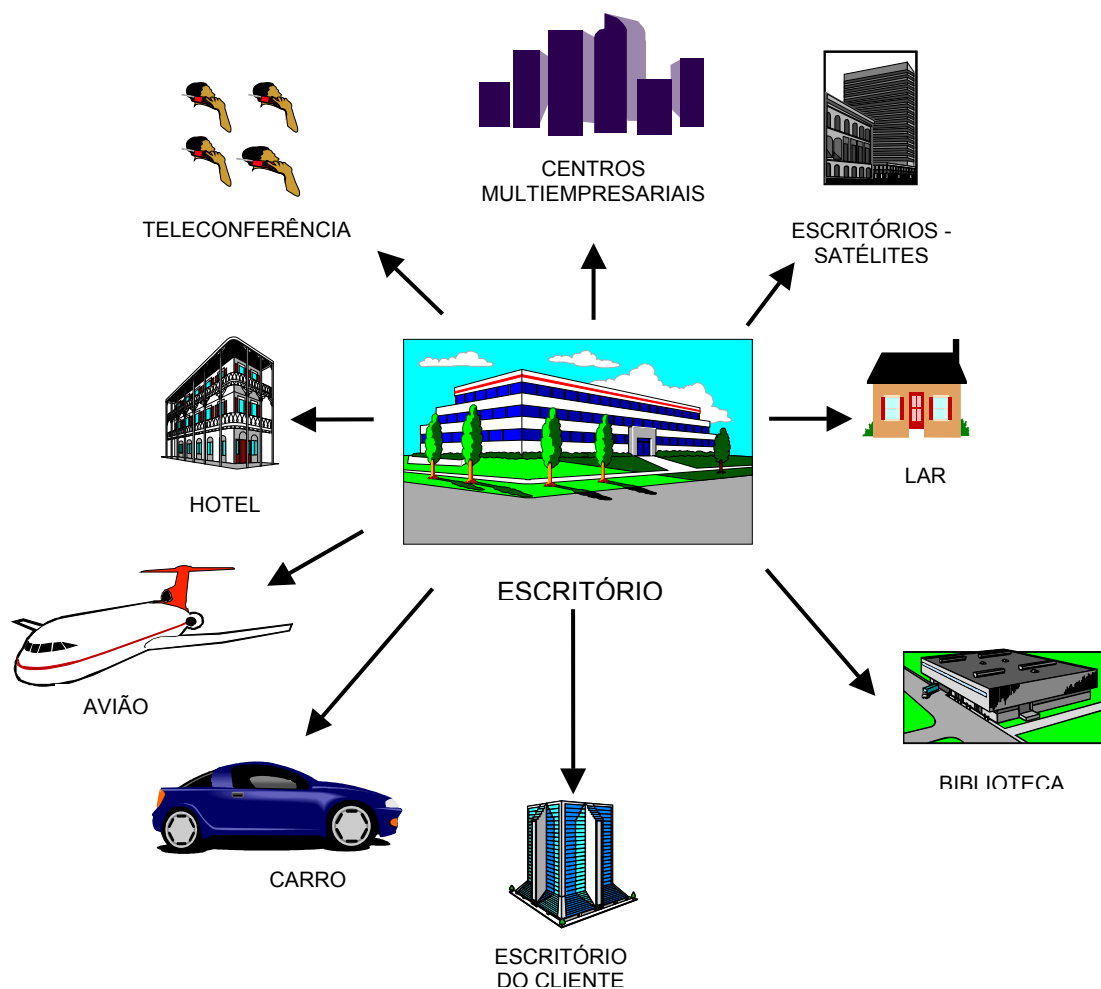 CENTROS
MULTIEMPRESARIAIS
TELECONFERÊNCIA
ESCRITÓRIOS -
SATÉLITES
HOTEL
LAR
ESCRITÓRIO
AVIÃO
BIBLIOTECA
CARRO
ESCRITÓRIO
DO CLIENTE